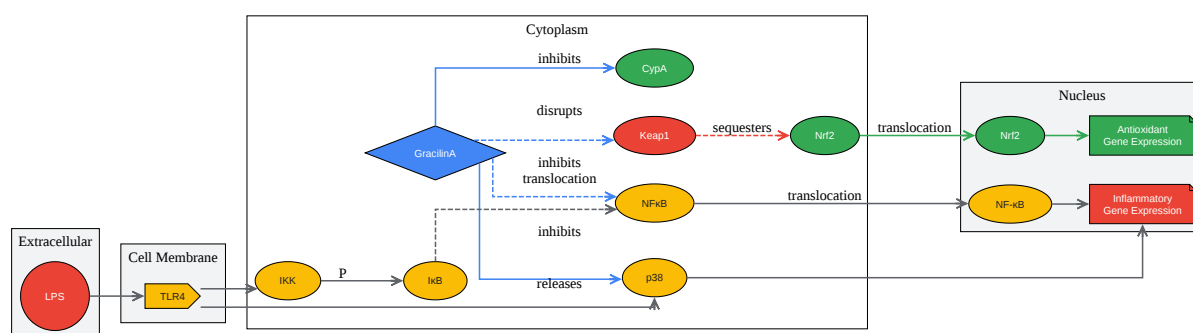 Cytoplasm
inhibits
CypA
disrupts
GracilinA
Keap1
sequesters
Nrf2
translocation
Nucleus
Nrf2
Antioxidant
Gene Expression
inhibits
translocation
NFκB
translocation
NF-κB
Inflammatory
Gene Expression
inhibits
Extracellular
LPS
Cell Membrane
TLR4
IKK
P
IκB
releases
p38